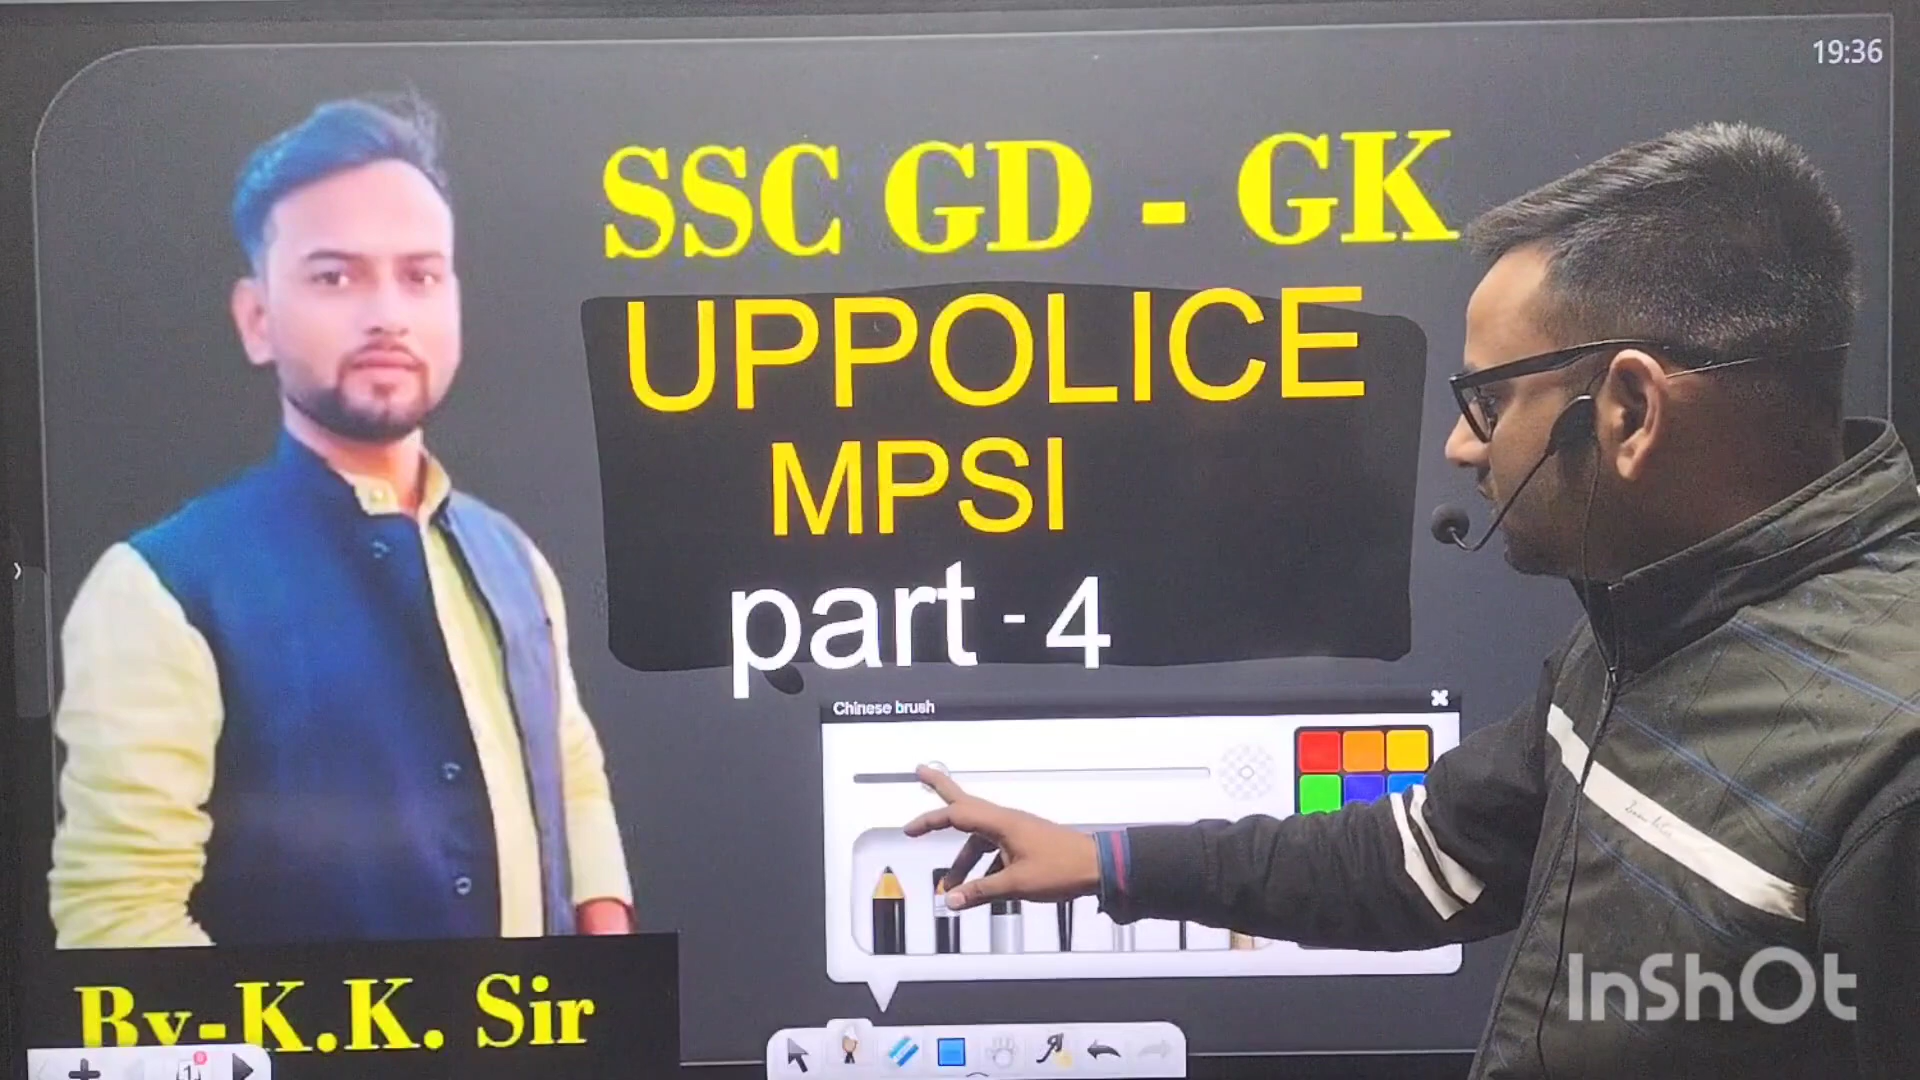 19:36
SSC GD - GK
UPPOLICE
MPSI
part - 4
Chinese brush
By-K.K. Sir
InShOt